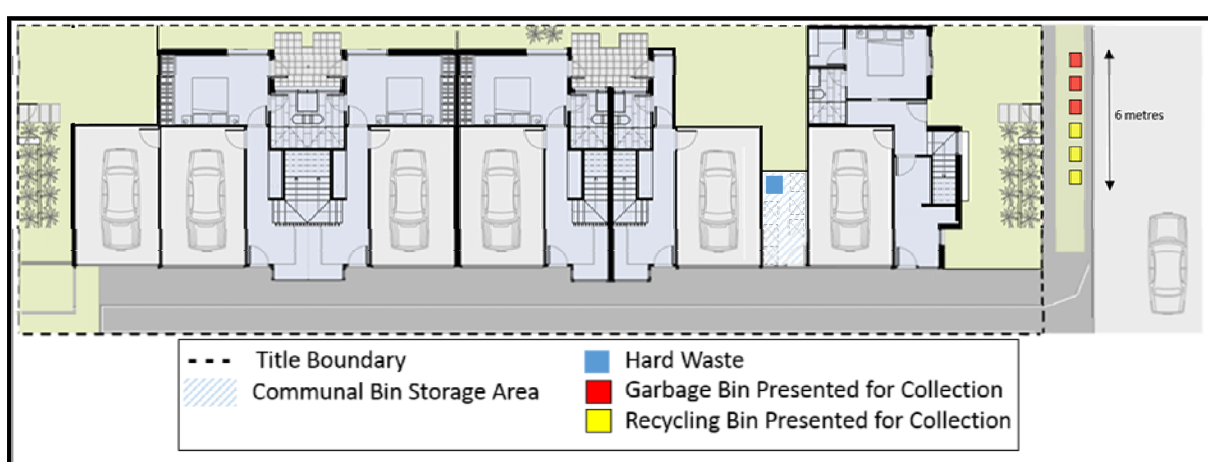 6 metres
Title Boundary
Communal Bin Storage Area
Hard Waste
Garbage Bin Presented for Collection
Recycling Bin Presented for Collection